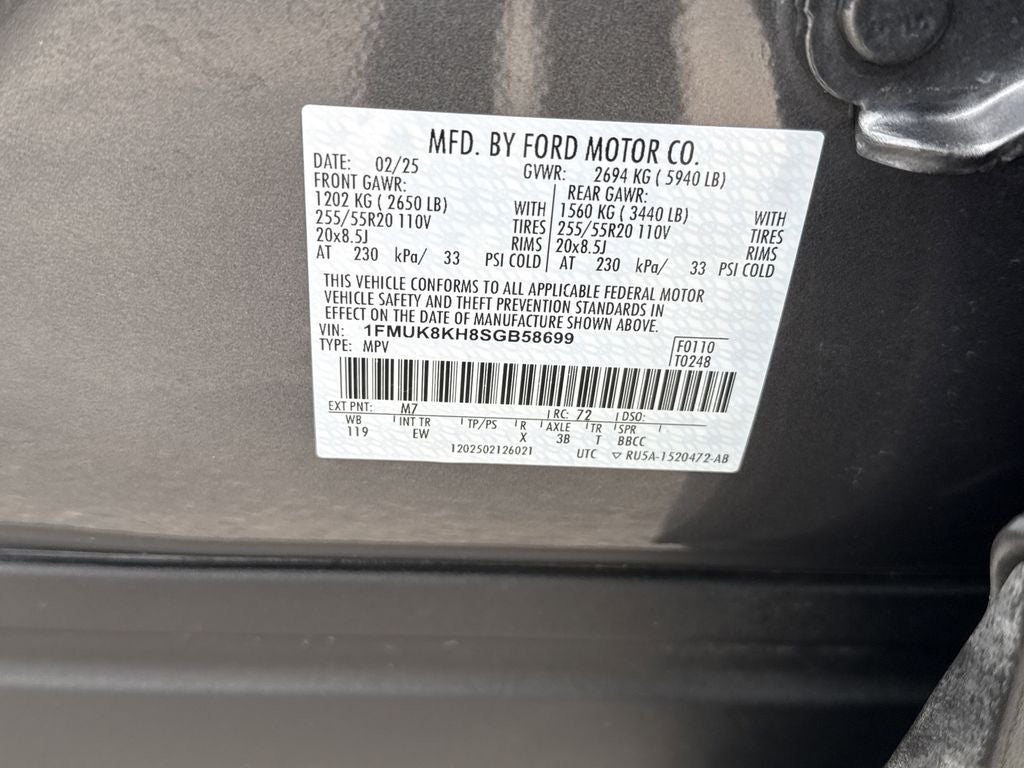 MFD. BY FORD MOTOR CO.
DATE: 02/25 GVWR: 2694 KG ( 5940 LB)
FRONT GAWR: REAR GAWR:
1202 KG ( 2650 LB) WITH 1560 KG ( 3440 LB) WITH
255/55R20 110V TIRES 255/55R20 110V TIRES
20x8.5J RIMS 20x8.5J RIMS
AT 230 kPa/ 33 PSI COLD AT 230 kPa/ 33 PSI COLD
THIS VEHICLE CONFORMS TO ALL APPLICABLE FEDERAL MOTOR
VEHICLE SAFETY AND THEFT PREVENTION STANDARDS IN
EFFECT ON THE DATE OF MANUFACTURE SHOWN ABOVE.
VIN: 1FMUK8KH8SGB58699
TYPE: MPV
F0110
T0248
EXT PNT: M7 RC: 72 DSO:
WB INT TR TP/PS R AXLE TR SPR
119 EW X 3B T BBCC
1202502126021 UTC ▽ RU5A-1520472-AB